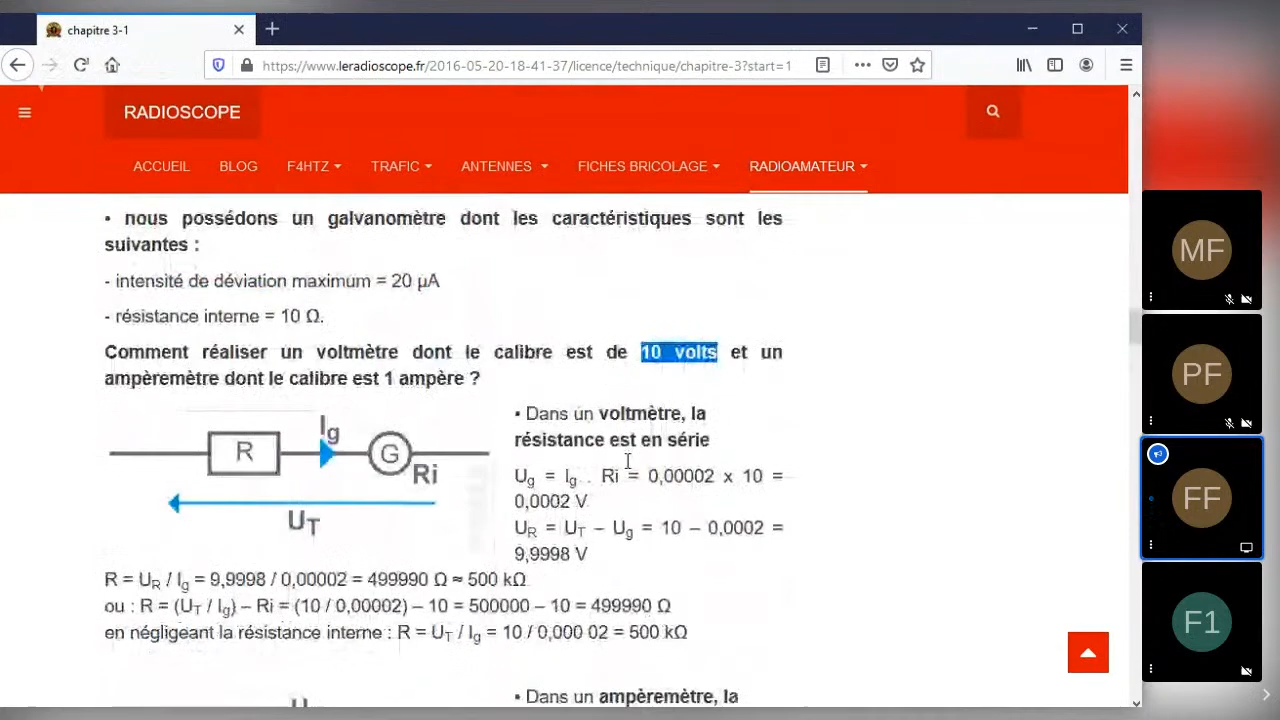 chapitre 3-1
https://www.leradioscope.fr/2016-05-20-18-41-37/licence/technique/chapitre-3?start=1
RADIOSCOPE
ACCUEIL BLOG F4HTZ TRAFIC ANTENNES FICHES BRICOLAGE RADIOAMATEUR
• nous possédons un galvanomètre dont les caractéristiques sont les
suivantes :
- intensité de déviation maximum = 20 µA
- résistance interne = 10 Ω.
Comment réaliser un voltmètre dont le calibre est de 10 volts et un
ampèremètre dont le calibre est 1 ampère ?
R Ig G Ri
UT
• Dans un voltmètre, la
résistance est en série
Ug = Ig . Ri = 0,00002 x 10 =
0,0002 V
UR = UT – Ug = 10 – 0,0002 =
9,9998 V
R = UR / Ig = 9,9998 / 0,00002 = 499990 Ω ≈ 500 kΩ
ou : R = (UT / Ig) – Ri = (10 / 0,00002) – 10 = 500000 – 10 = 499990 Ω
en négligeant la résistance interne : R = UT / Ig = 10 / 0,000 02 = 500 kΩ
• Dans un ampèremètre, la
MF
PF
FF
F1